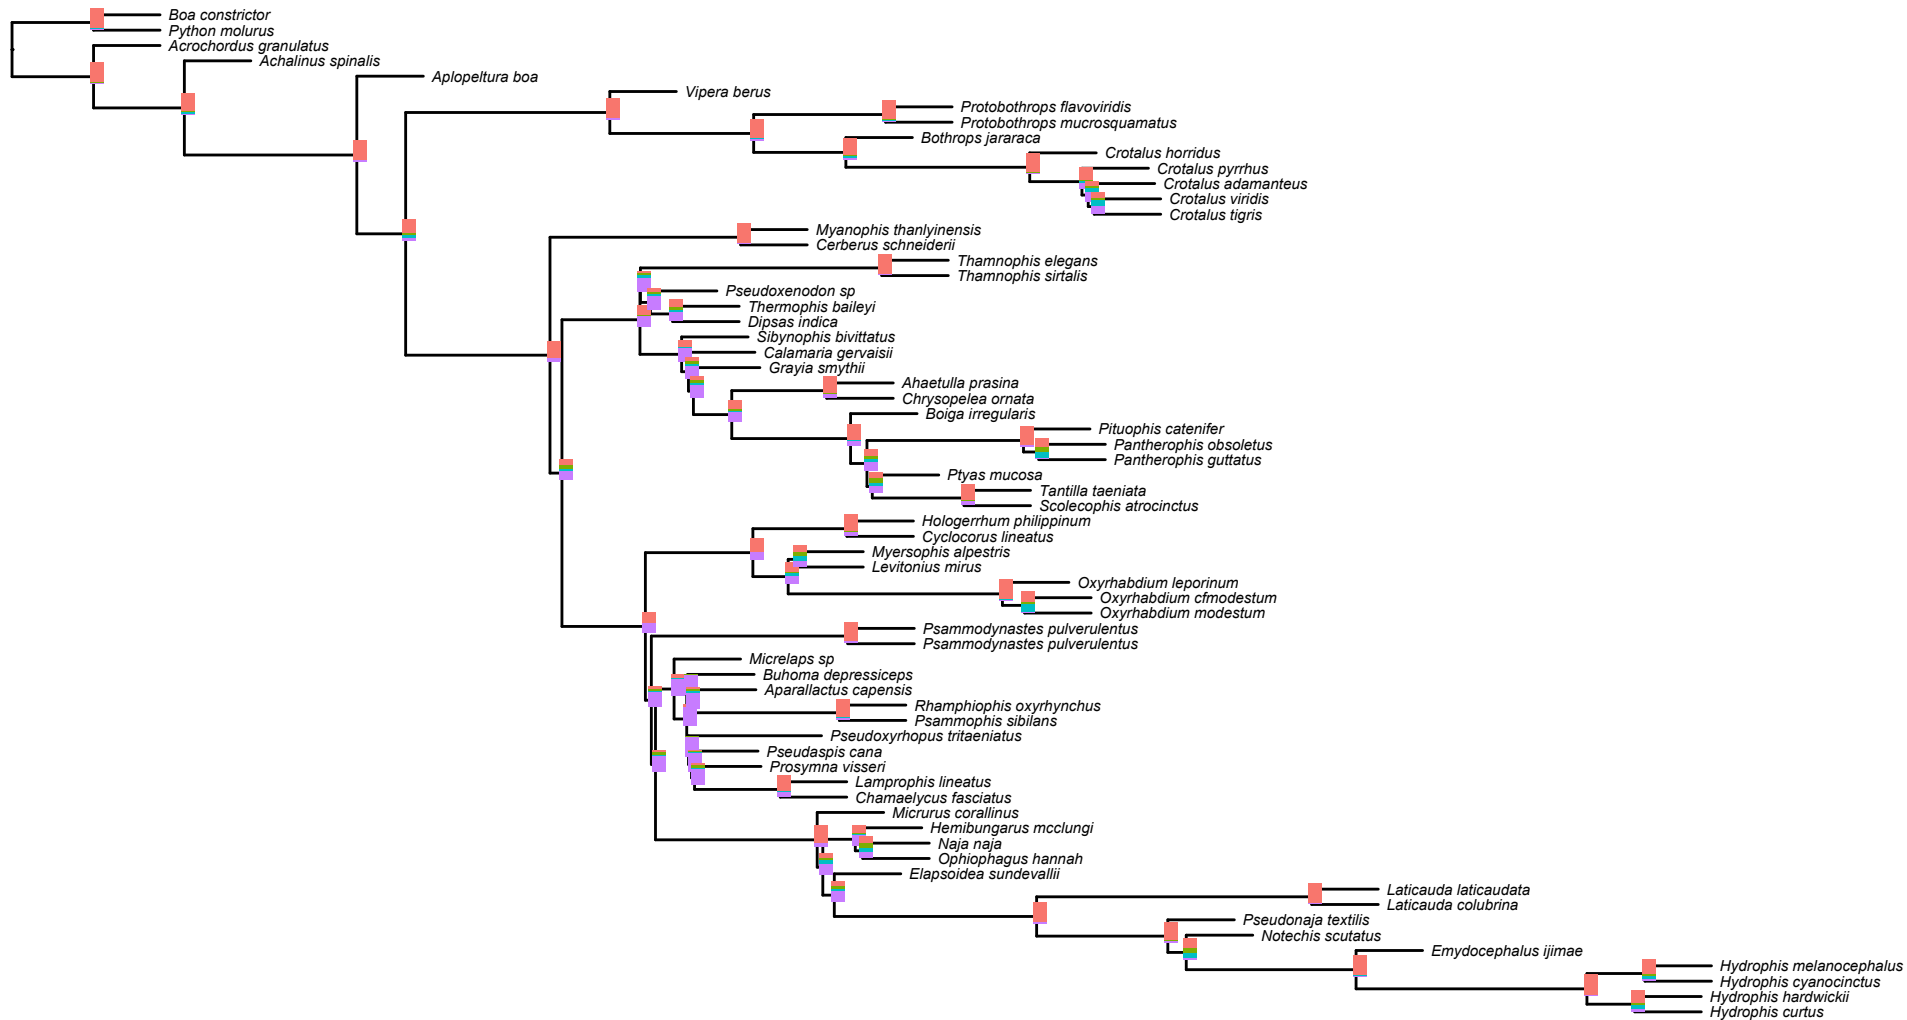 Boa constrictor
Python molurus
Acrochordus granulatus
Achalinus spinalis
Aplopeltura boa
Vipera berus
Protobothrops flavoviridis
Protobothrops mucrosquamatus
Bothrops jararaca
Crotalus horridus
Crotalus pyrrhus
Crotalus adamanteus
Crotalus viridis
Crotalus tigris
Myanophis thanlyinensis
Cerberus schneiderii
Thamnophis elegans
Thamnophis sirtalis
Pseudoxenodon sp
Thermophis baileyi
Dipsas indica
Sibynophis bivittatus
Calamaria gervaisii
Grayia smythii
Ahaetulla prasina
Chrysopelea ornata
Boiga irregularis
Pituophis catenifer
Pantherophis obsoletus
Pantherophis guttatus
Ptyas mucosa
Tantilla taeniata
Scolecophis atrocinctus
Hologerrhum philippinum
Cyclocorus lineatus
Myersophis alpestris
Levitonius mirus
Oxyrhabdium leporinum
Oxyrhabdium cfmodestum
Oxyrhabdium modestum
Psammodynastes pulverulentus
Psammodynastes pulverulentus
Micrelaps sp
Buhoma depressiceps
Aparallactus capensis
Rhamphiophis oxyrhynchus
Psammophis sibilans
Pseudoxyrhopus tritaeniatus
Pseudaspis cana
Prosymna visseri
Lamprophis lineatus
Chamaelycus fasciatus
Micrurus corallinus
Hemibungarus mcclungi
Naja naja
Ophiophagus hannah
Elapsoidea sundevallii
Laticauda laticaudata
Laticauda colubrina
Pseudonaja textilis
Notechis scutatus
Emydocephalus ijimae
Hydrophis melanocephalus
Hydrophis cyanocinctus
Hydrophis hardwickii
Hydrophis curtus